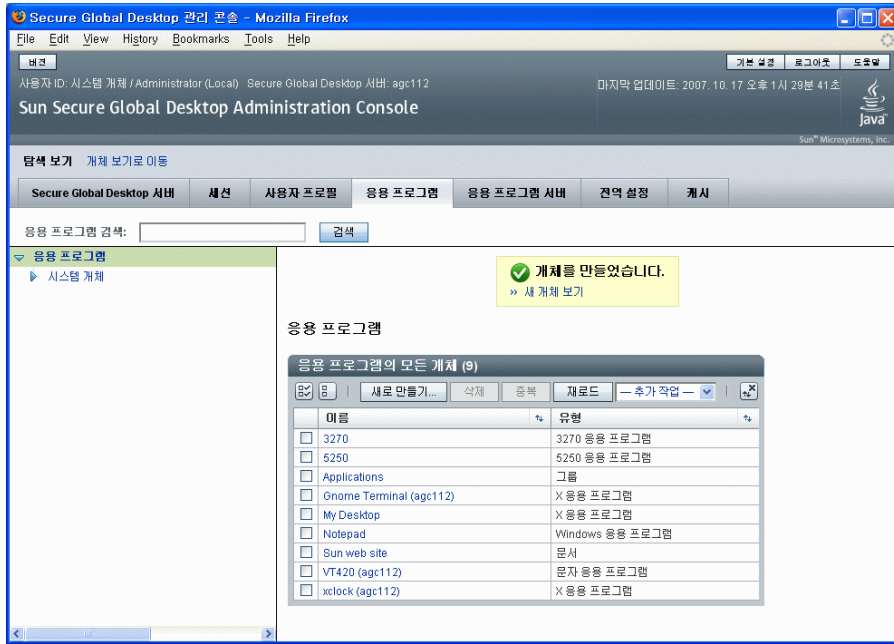 Secure Global Desktop 관리 콘솔 - Mozilla Firefox
File Edit View History Bookmarks Tools Help
버전 기본 설정 로그아웃 도움말
사용자 ID: 시스템 개체 / Administrator (Local) Secure Global Desktop 서버: agc112 마지막 업데이트: 2007. 10. 17 오후 1시 29분 41초
Sun Secure Global Desktop Administration Console
Java
Sun™ Microsystems, Inc.
탐색 보기 개체 보기로 이동
Secure Global Desktop 서버 세션 사용자 프로필 응용 프로그램 응용 프로그램 서버 전역 설정 캐시
응용 프로그램 검색: 검색
응용 프로그램
시스템 개체
개체를 만들었습니다.
» 새 개체 보기
응용 프로그램
응용 프로그램의 모든 개체 (9)
새로 만들기... 삭제 중복 재로드 — 추가 작업 —
이름 유형
3270 3270 응용 프로그램
5250 5250 응용 프로그램
Applications 그룹
Gnome Terminal (agc112) X 응용 프로그램
My Desktop X 응용 프로그램
Notepad Windows 응용 프로그램
Sun web site 문서
VT420 (agc112) 문자 응용 프로그램
xclock (agc112) X 응용 프로그램